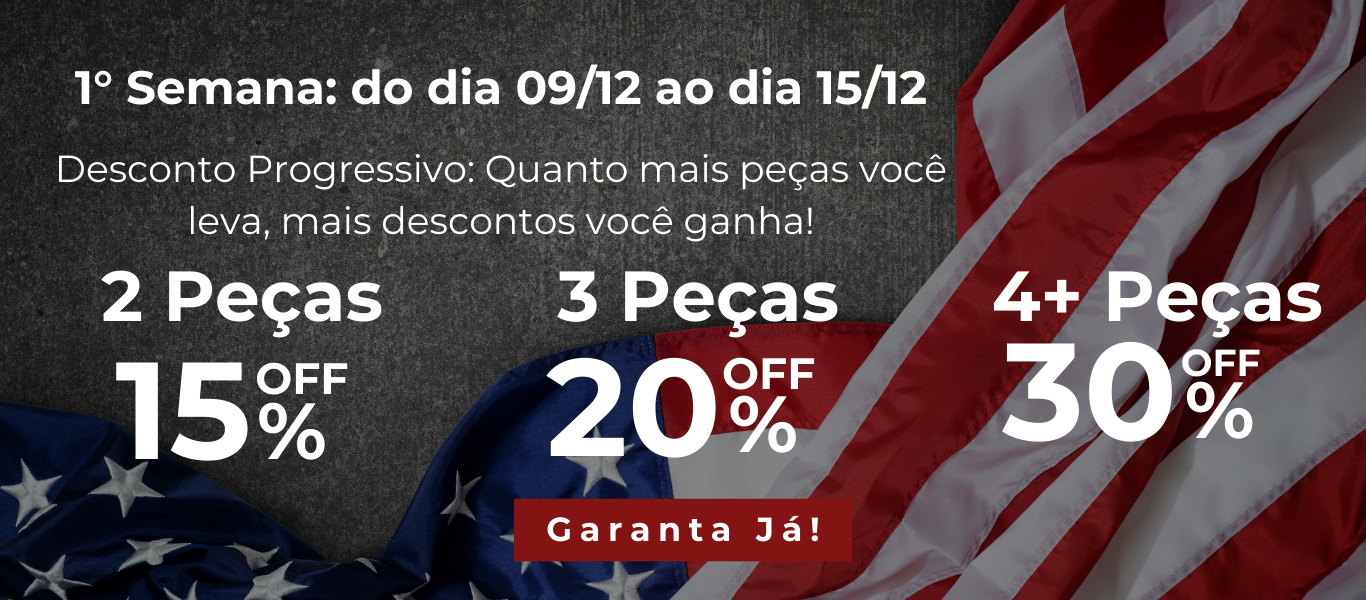 1º Semana: do dia 09/12 ao dia 15/12
Desconto Progressivo: Quanto mais peças você
leva, mais descontos você ganha!
2 Peças
15% OFF
3 Peças
20% OFF
4+ Peças
30% OFF
Garanta Já!